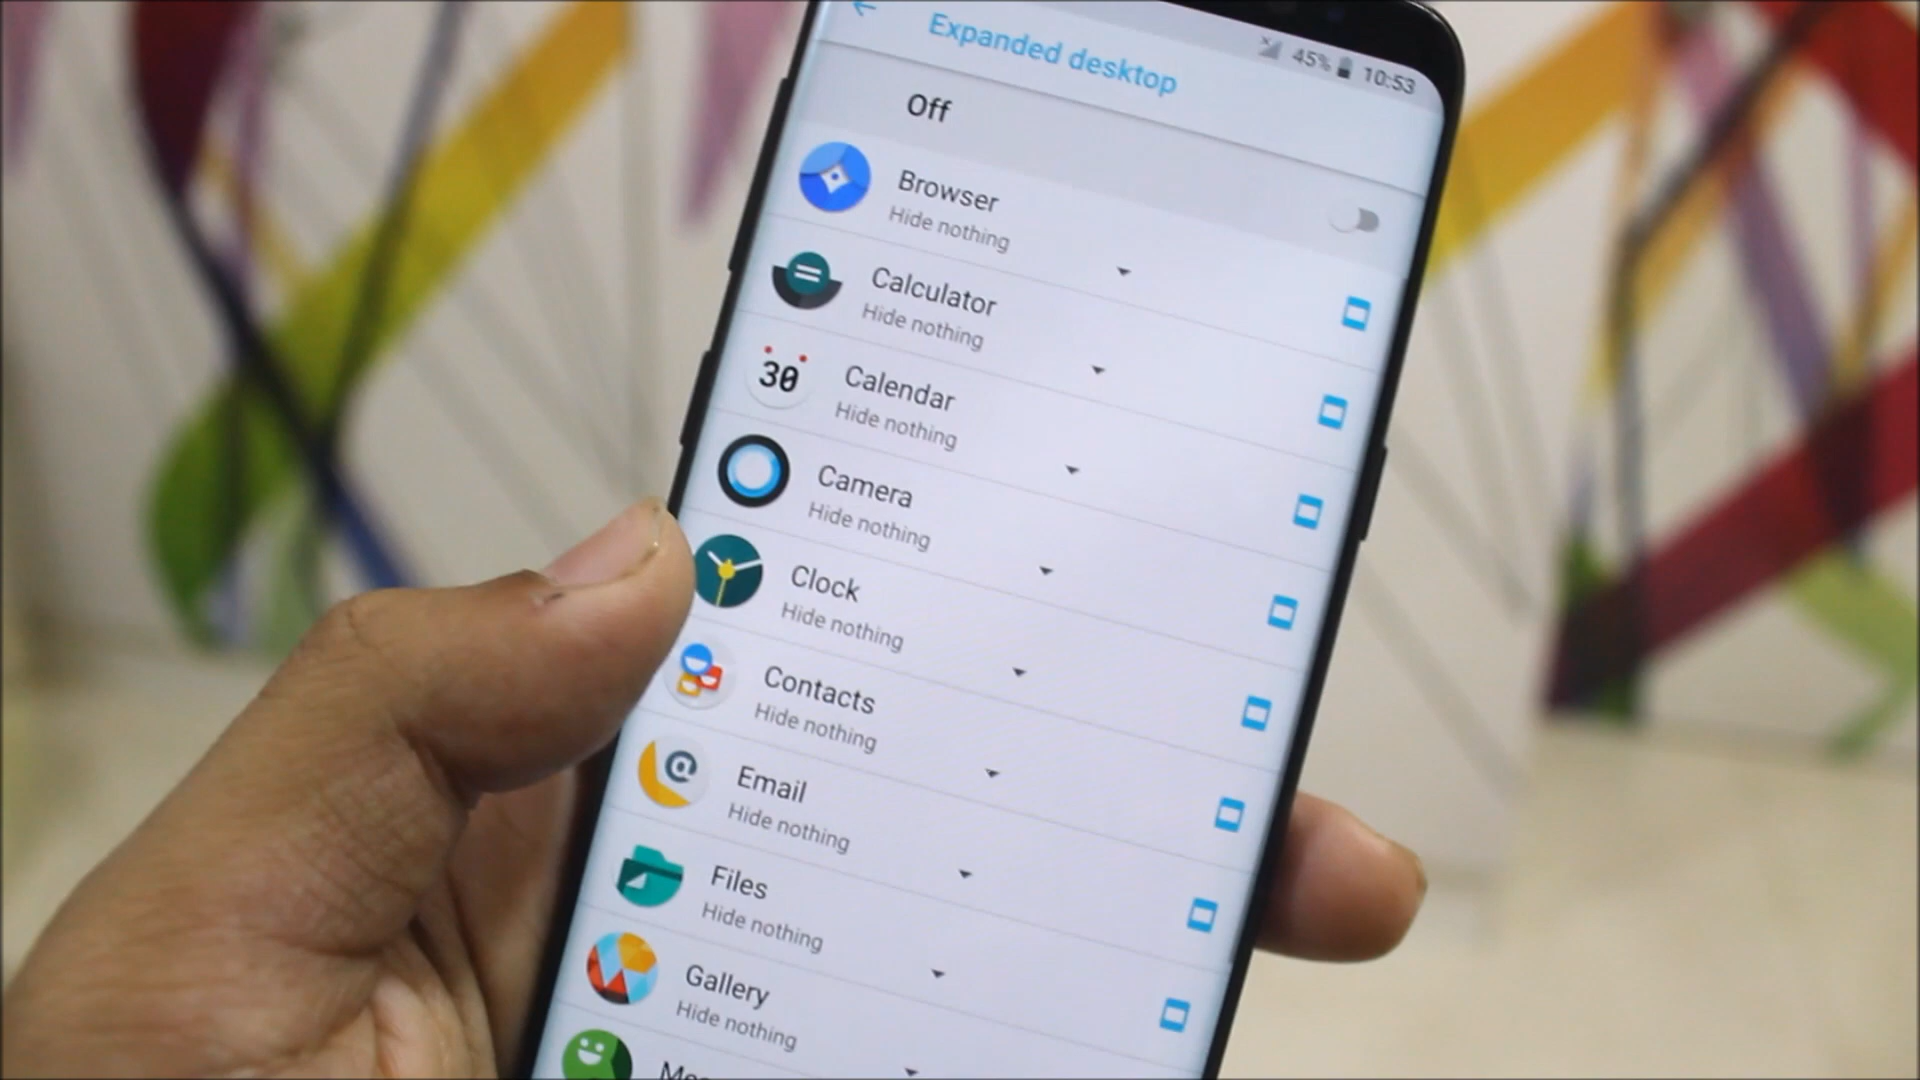 45% 10:53
Expanded desktop
Off
Browser
Hide nothing
Calculator
Hide nothing
30
Calendar
Hide nothing
Camera
Hide nothing
Clock
Hide nothing
Contacts
Hide nothing
@
Email
Hide nothing
Files
Hide nothing
Gallery
Hide nothing